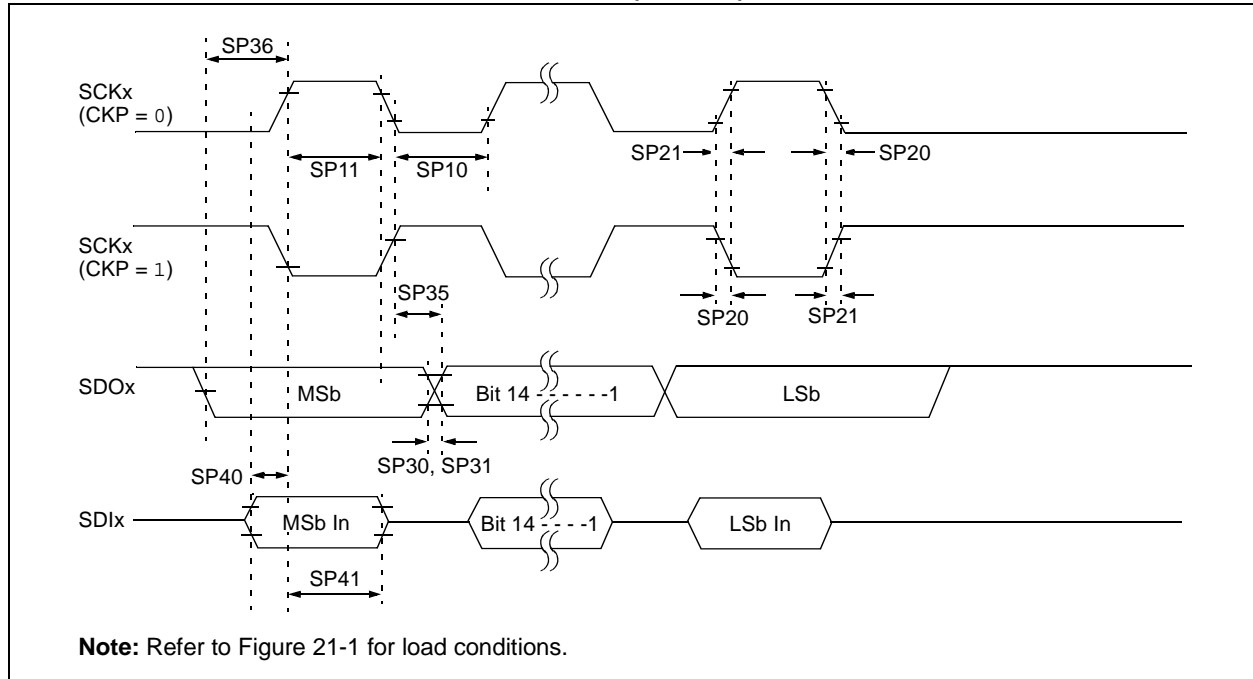 SP36
SCKx
(CKP = 0)
SP11
SP10
SP21
SP20
SCKx
(CKP = 1)
SP35
SP20
SP21
SDOx
MSb
Bit 14 - - - - - -1
LSb
SP30, SP31
SP40
SDIx
MSb In
Bit 14 - - - -1
LSb In
SP41
Note: Refer to Figure 21-1 for load conditions.